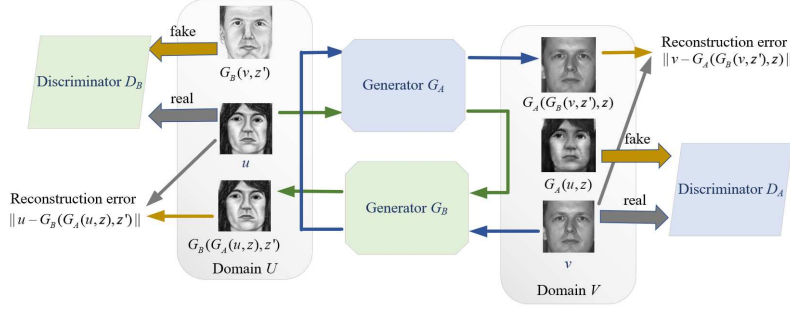 fake
Discriminator D_B
real
G_B(v, z')
u
Reconstruction error
‖u − G_B(G_A(u, z), z')‖
G_B(G_A(u, z), z')
Domain U
Generator G_A
Generator G_B
G_A(G_B(v, z'), z)
G_A(u, z)
v
Domain V
Reconstruction error
‖v − G_A(G_B(v, z'), z)‖
fake
real
Discriminator D_A